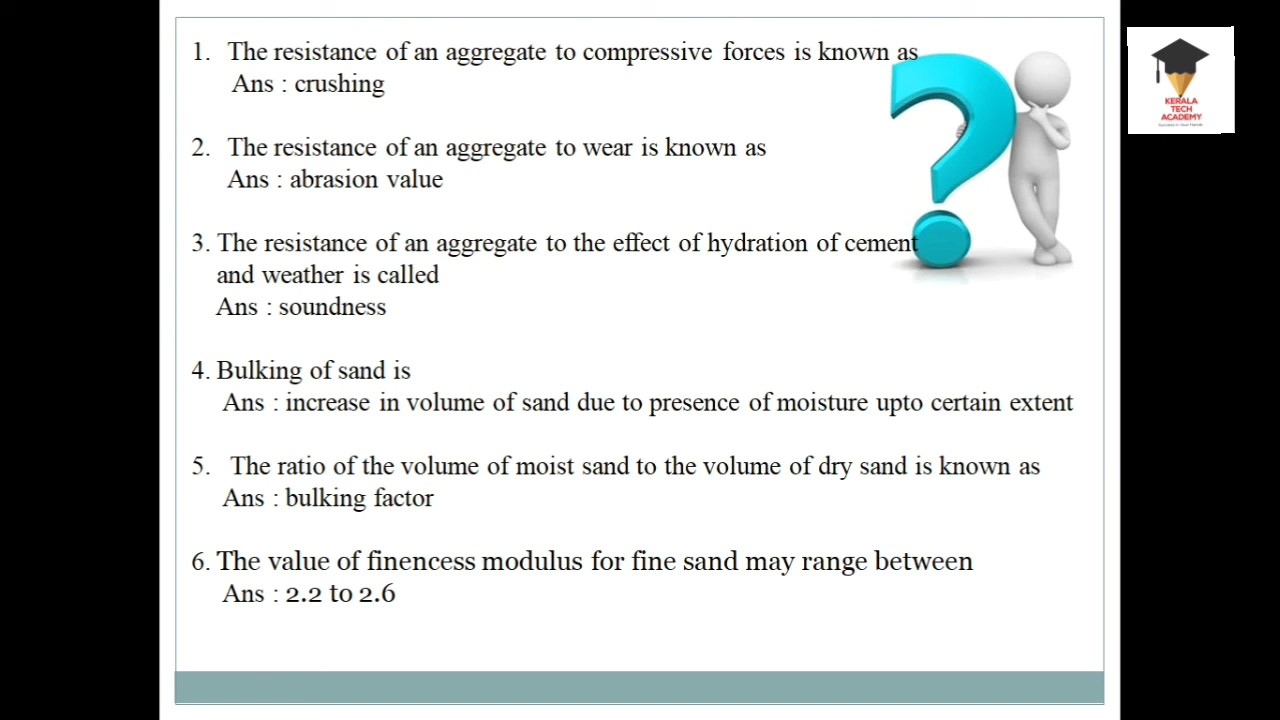 1. The resistance of an aggregate to compressive forces is known as
Ans : crushing
2. The resistance of an aggregate to wear is known as
Ans : abrasion value
3. The resistance of an aggregate to the effect of hydration of cement
and weather is called
Ans : soundness
4. Bulking of sand is
Ans : increase in volume of sand due to presence of moisture upto certain extent
5. The ratio of the volume of moist sand to the volume of dry sand is known as
Ans : bulking factor
6. The value of finencess modulus for fine sand may range between
Ans : 2.2 to 2.6
KERALA
TECH
ACADEMY